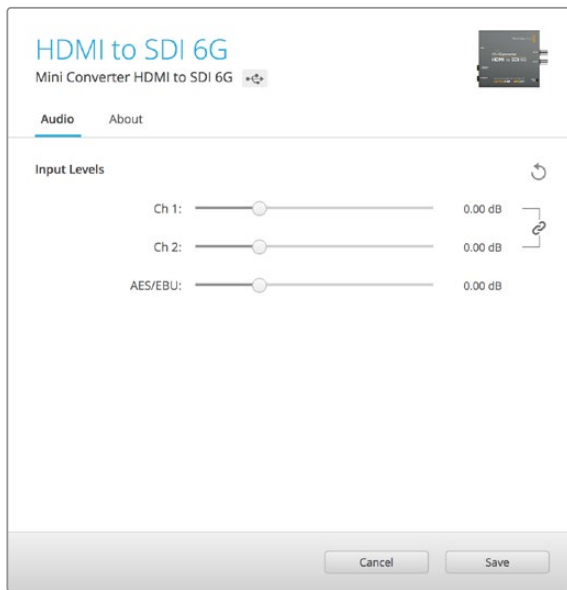 HDMI to SDI 6G
Mini Converter HDMI to SDI 6G
Audio About
Input Levels
Ch 1: 0.00 dB
Ch 2: 0.00 dB
AES/EBU: 0.00 dB
Cancel Save